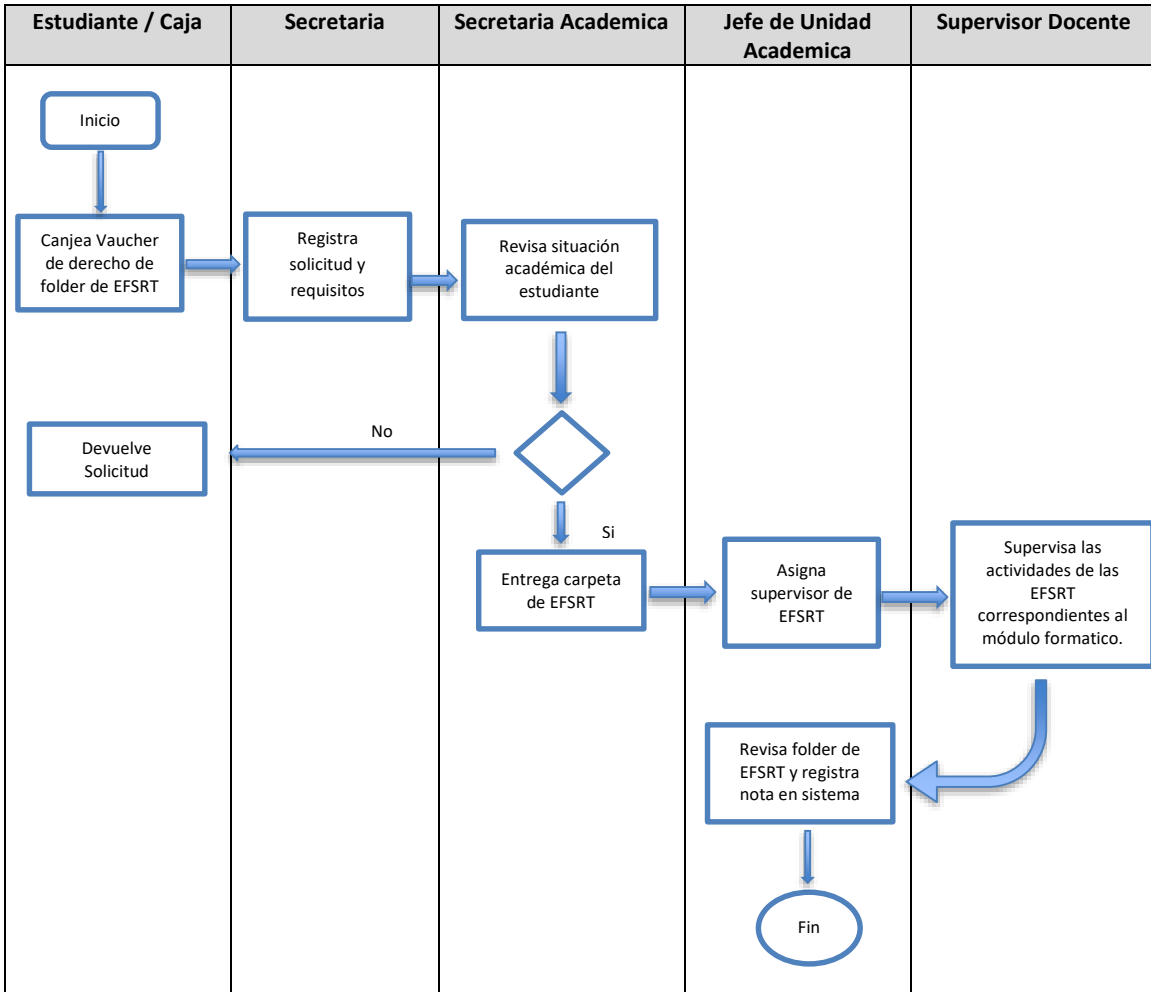 Estudiante / Caja
Secretaria
Secretaria Academica
Jefe de Unidad
Academica
Supervisor Docente
Inicio
Canjea Vaucher
de derecho de
folder de EFSRT
Registra
solicitud y
requisitos
Revisa situación
académica del
estudiante
No
Devuelve
Solicitud
Si
Entrega carpeta
de EFSRT
Asigna
supervisor de
EFSRT
Supervisa las
actividades de las
EFSRT
correspondientes al
módulo formatico.
Revisa folder de
EFSRT y registra
nota en sistema
Fin